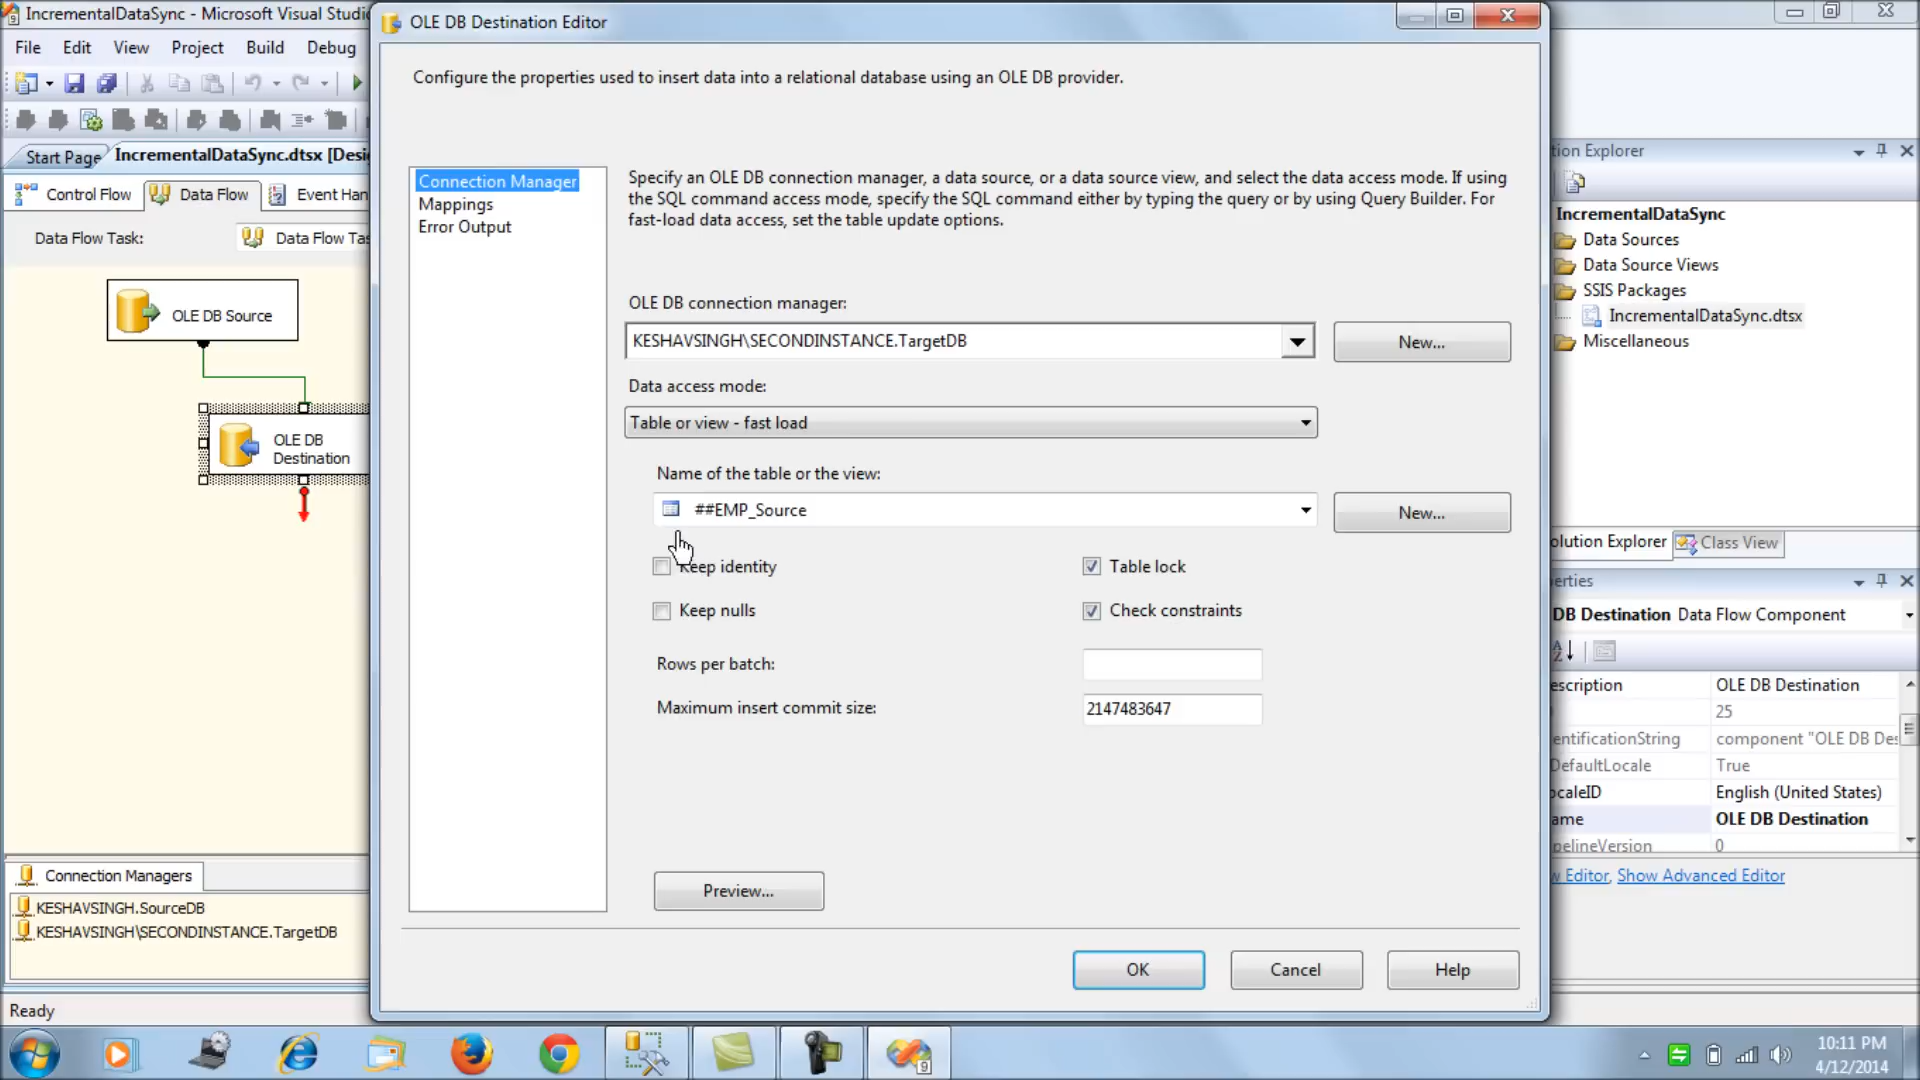 IncrementalDataSync - Microsoft Visual Studi
File Edit View Project Build Debug
Start Page IncrementalDataSync.dtsx [Desi
Control Flow Data Flow Event Han
Data Flow Task: Data Flow Tas
OLE DB Source
OLE DB
Destination
Connection Managers
KESHAVSINGH.SourceDB
KESHAVSINGH\SECONDINSTANCE.TargetDB
Ready
OLE DB Destination Editor
Configure the properties used to insert data into a relational database using an OLE DB provider.
Connection Manager
Mappings
Error Output
Specify an OLE DB connection manager, a data source, or a data source view, and select the data access mode. If using
the SQL command access mode, specify the SQL command either by typing the query or by using Query Builder. For
fast-load data access, set the table update options.
OLE DB connection manager:
KESHAVSINGH\SECONDINSTANCE.TargetDB New...
Data access mode:
Table or view - fast load
Name of the table or the view:
##EMP_Source New...
Keep identity Table lock
Keep nulls Check constraints
Rows per batch:
Maximum insert commit size: 2147483647
Preview...
OK Cancel Help
tion Explorer
IncrementalDataSync
Data Sources
Data Source Views
SSIS Packages
IncrementalDataSync.dtsx
Miscellaneous
olution Explorer Class View
erties
DB Destination Data Flow Component
escription OLE DB Destination
25
entificationString component "OLE DB Des
DefaultLocale True
ocaleID English (United States)
ame OLE DB Destination
pelineVersion 0
w Editor, Show Advanced Editor
9
10:11 PM
4/12/2014